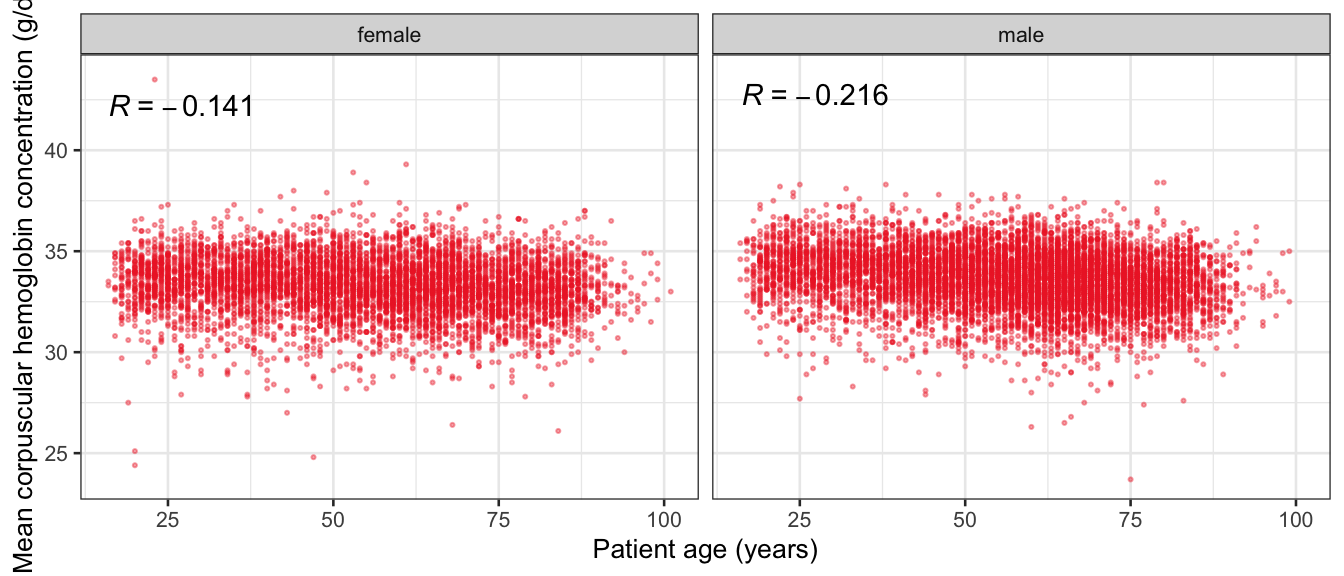 female
male
R = −0.141
R = −0.216
Mean corpuscular hemoglobin concentration (g/d
40
35
30
25
25 50 75 100
25 50 75 100
Patient age (years)